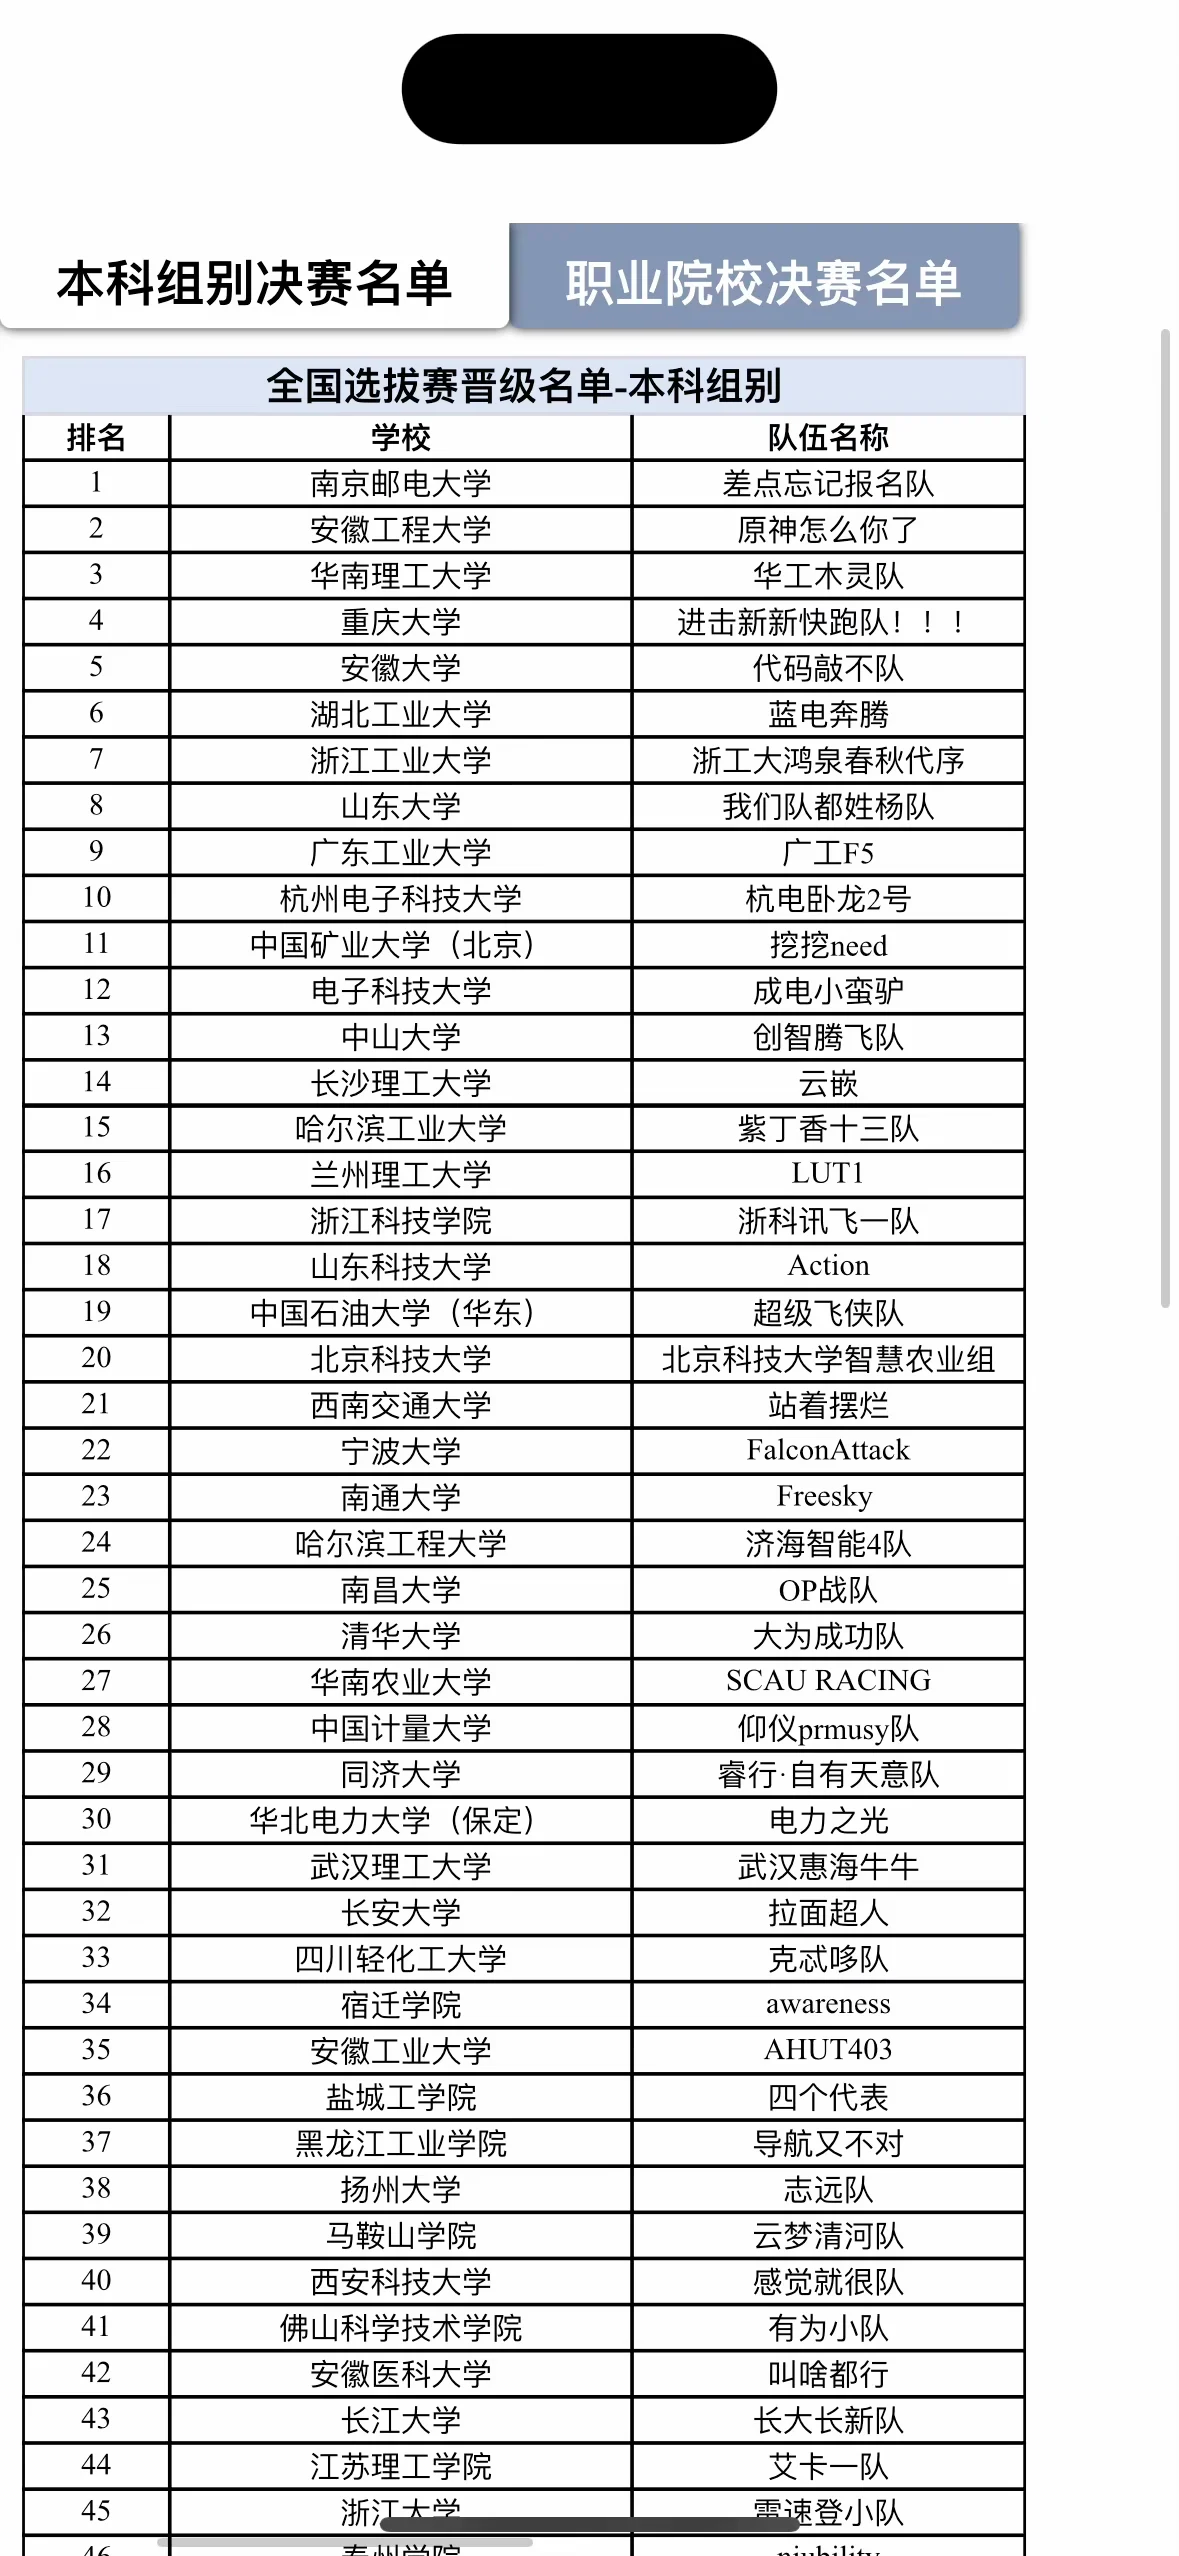 本科组别决赛名单 职业院校决赛名单
全国选拔赛晋级名单-本科组别
排名 学校 队伍名称
1 南京邮电大学 差点忘记报名队
2 安徽工程大学 原神怎么你了
3 华南理工大学 华工木灵队
4 重庆大学 进击新新快跑队！！！
5 安徽大学 代码敲不队
6 湖北工业大学 蓝电奔腾
7 浙江工业大学 浙工大鸿泉春秋代序
8 山东大学 我们队都姓杨队
9 广东工业大学 广工F5
10 杭州电子科技大学 杭电卧龙2号
11 中国矿业大学（北京） 挖挖need
12 电子科技大学 成电小蛮驴
13 中山大学 创智腾飞队
14 长沙理工大学 云嵌
15 哈尔滨工业大学 紫丁香十三队
16 兰州理工大学 LUT1
17 浙江科技学院 浙科讯飞一队
18 山东科技大学 Action
19 中国石油大学（华东） 超级飞侠队
20 北京科技大学 北京科技大学智慧农业组
21 西南交通大学 站着摆烂
22 宁波大学 FalconAttack
23 南通大学 Freesky
24 哈尔滨工程大学 济海智能4队
25 南昌大学 OP战队
26 清华大学 大为成功队
27 华南农业大学 SCAU RACING
28 中国计量大学 仰仪prmusy队
29 同济大学 睿行·自有天意队
30 华北电力大学（保定） 电力之光
31 武汉理工大学 武汉惠海牛牛
32 长安大学 拉面超人
33 四川轻化工大学 克忒哆队
34 宿迁学院 awareness
35 安徽工业大学 AHUT403
36 盐城工学院 四个代表
37 黑龙江工业学院 导航又不对
38 扬州大学 志远队
39 马鞍山学院 云梦清河队
40 西安科技大学 感觉就很队
41 佛山科学技术学院 有为小队
42 安徽医科大学 叫啥都行
43 长江大学 长大长新队
44 江苏理工学院 艾卡一队
45 浙江大学 雷速登小队
46 泰州学院 niubility